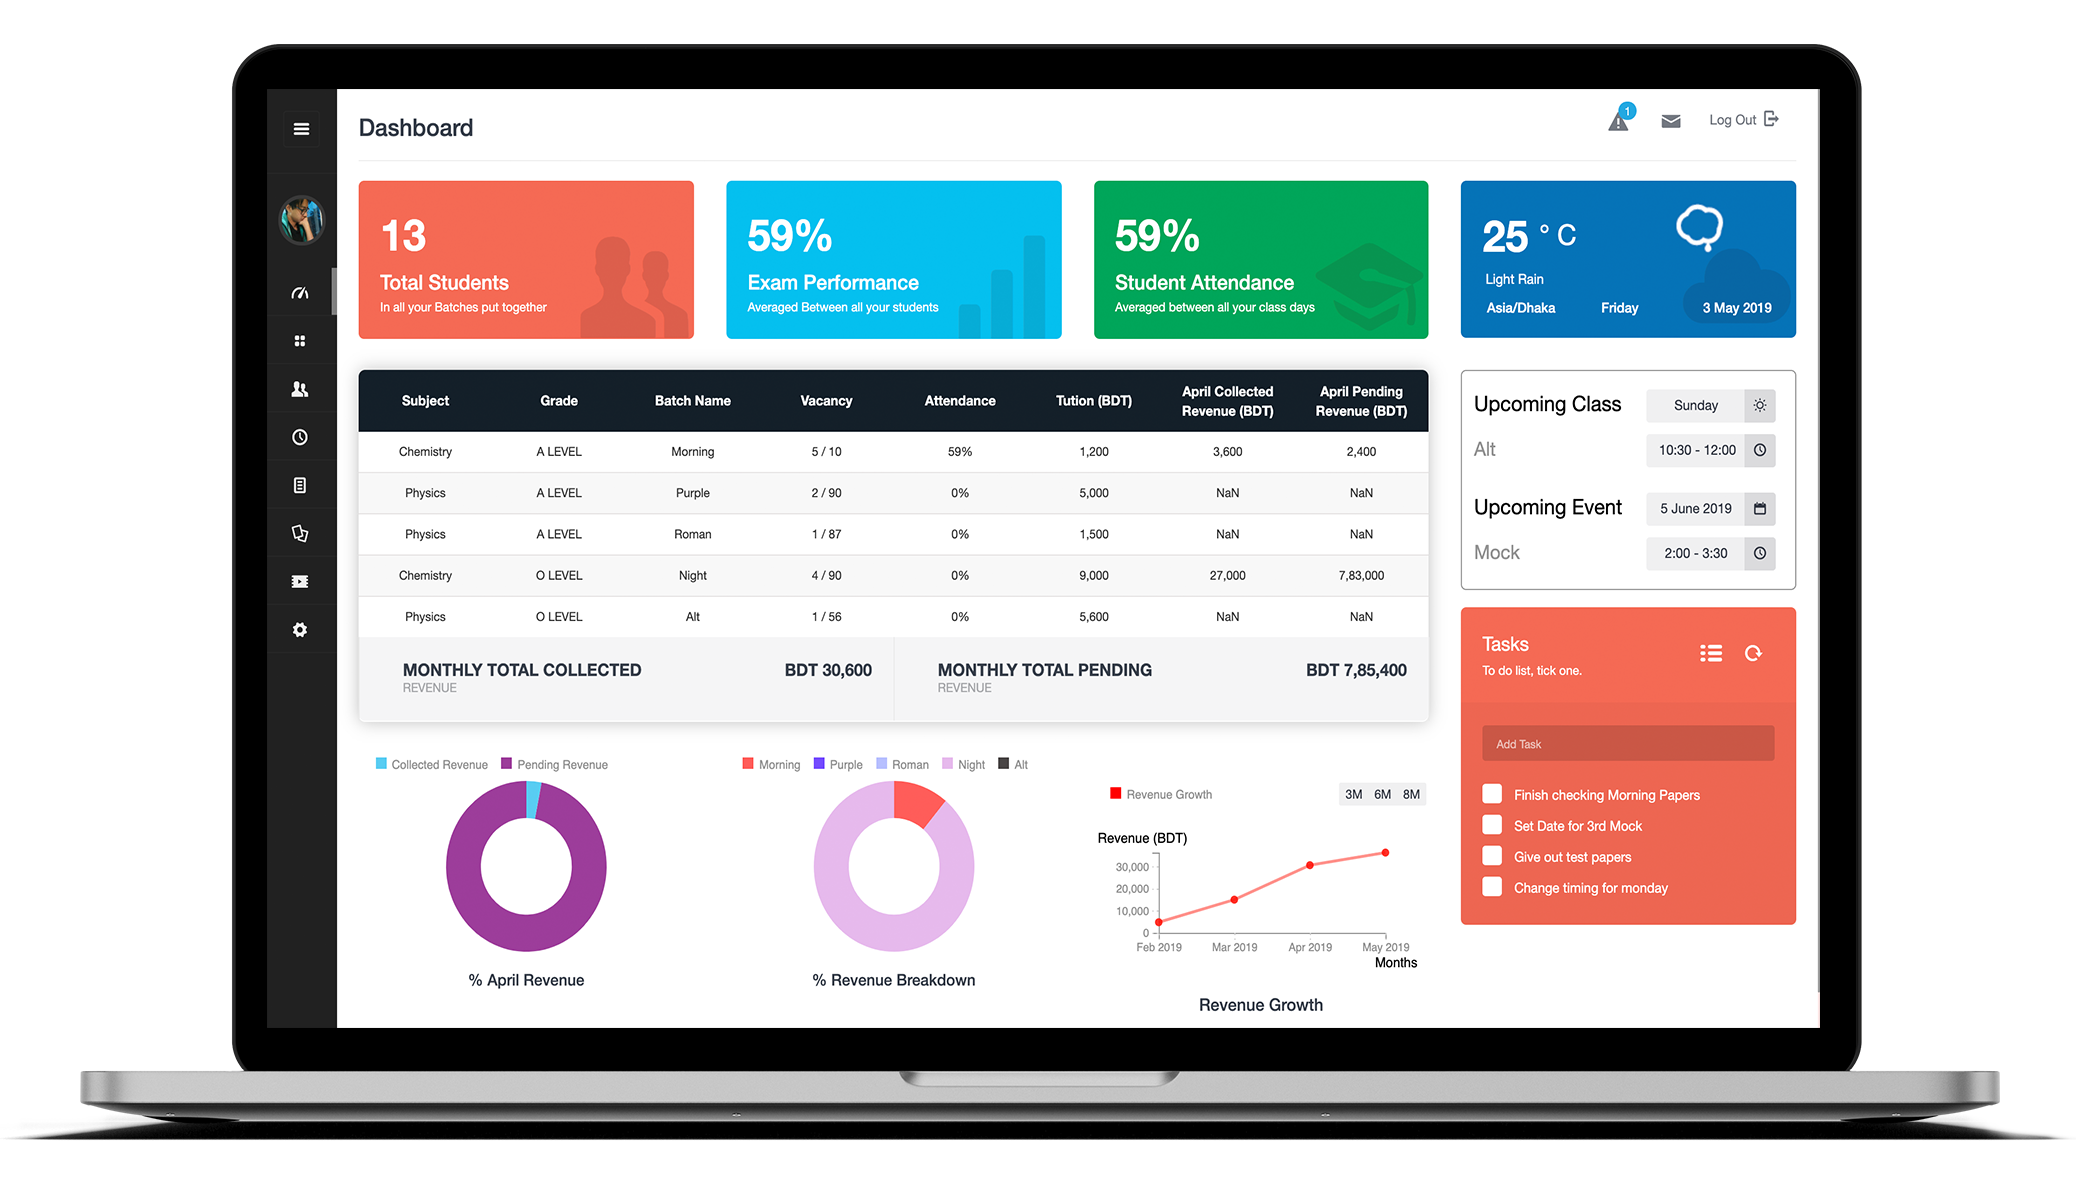 Dashboard
1
Log Out
13
Total Students
In all your Batches put together
59%
Exam Performance
Averaged Between all your students
59%
Student Attendance
Averaged between all your class days
25 ° C
Light Rain
Asia/Dhaka Friday 3 May 2019
Subject Grade Batch Name Vacancy Attendance Tution (BDT) April Collected Revenue (BDT) April Pending Revenue (BDT)
Chemistry A LEVEL Morning 5 / 10 59% 1,200 3,600 2,400
Physics A LEVEL Purple 2 / 90 0% 5,000 NaN NaN
Physics A LEVEL Roman 1 / 87 0% 1,500 NaN NaN
Chemistry O LEVEL Night 4 / 90 0% 9,000 27,000 7,83,000
Physics O LEVEL Alt 1 / 56 0% 5,600 NaN NaN
MONTHLY TOTAL COLLECTED BDT 30,600
REVENUE
MONTHLY TOTAL PENDING BDT 7,85,400
REVENUE
Upcoming Class Sunday
Alt 10:30 - 12:00
Upcoming Event 5 June 2019
Mock 2:00 - 3:30
Tasks
To do list, tick one.
Add Task
Finish checking Morning Papers
Set Date for 3rd Mock
Give out test papers
Change timing for monday
Collected Revenue Pending Revenue
% April Revenue
Morning Purple Roman Night Alt
% Revenue Breakdown
Revenue Growth
3M 6M 8M
Revenue (BDT)
30,000
20,000
10,000
0
Feb 2019 Mar 2019 Apr 2019 May 2019
Months
Revenue Growth